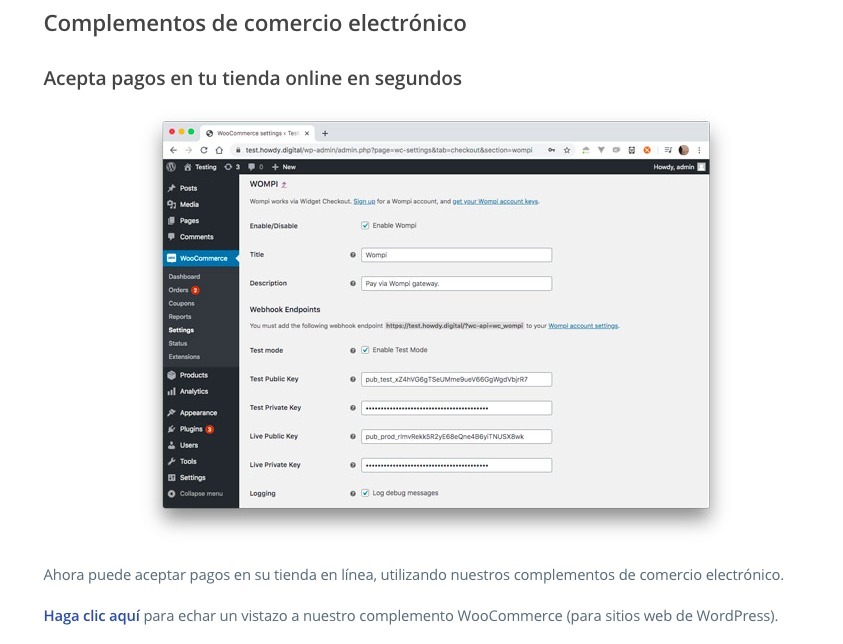 Complementos de comercio electrónico
Acepta pagos en tu tienda online en segundos
WooCommerce settings ‹ Test
test.howdy.digital/wp-admin/admin.php?page=wc-settings&tab=checkout&section=wompi
Testing 3 0 + New Howdy, admin
Posts
Media
Pages
Comments
WooCommerce
Dashboard
Orders 2
Coupons
Reports
Settings
Status
Extensions
Products
Analytics
Appearance
Plugins 3
Users
Tools
Settings
Collapse menu
WOMPI
Wompi works via Widget Checkout. Sign up for a Wompi account, and get your Wompi account keys.
Enable/Disable Enable Wompi
Title Wompi
Description Pay via Wompi gateway.
Webhook Endpoints
You must add the following webhook endpoint https://test.howdy.digital/?wc-api=wc_wompi to your Wompi account settings.
Test mode Enable Test Mode
Test Public Key pub_test_xZ4hVG6gTSeUMme9ueV66GgWgdVbjrR7
Test Private Key
Live Public Key pub_prod_rImvRekk5R2yE68eQne4B6yiTNUSX8wk
Live Private Key
Logging Log debug messages
Ahora puede aceptar pagos en su tienda en línea, utilizando nuestros complementos de comercio electrónico.
Haga clic aquí para echar un vistazo a nuestro complemento WooCommerce (para sitios web de WordPress).